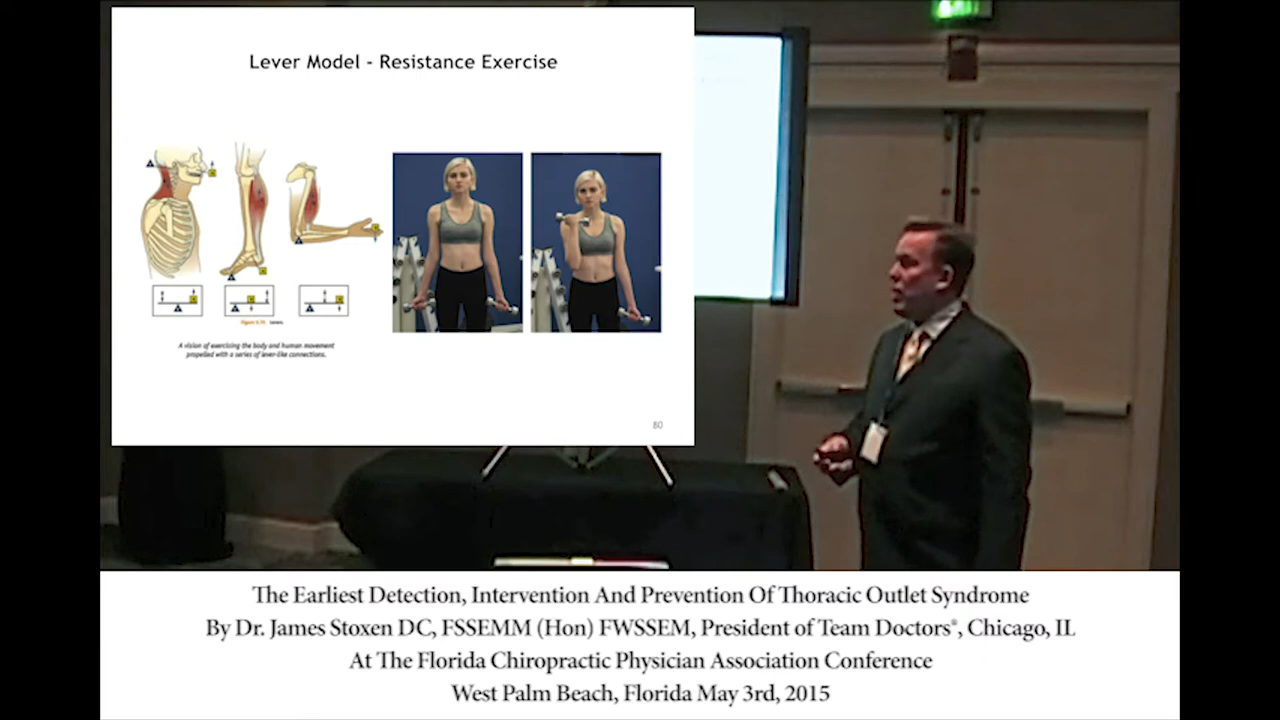 Lever Model - Resistance Exercise
Levers
A vision of exercising the body and human movement
propelled with a series of lever-like connections.
80
The Earliest Detection, Intervention And Prevention Of Thoracic Outlet Syndrome
By Dr. James Stoxen DC, FSSEMM (Hon) FWSSEM, President of Team Doctors®, Chicago, IL
At The Florida Chiropractic Physician Association Conference
West Palm Beach, Florida May 3rd, 2015